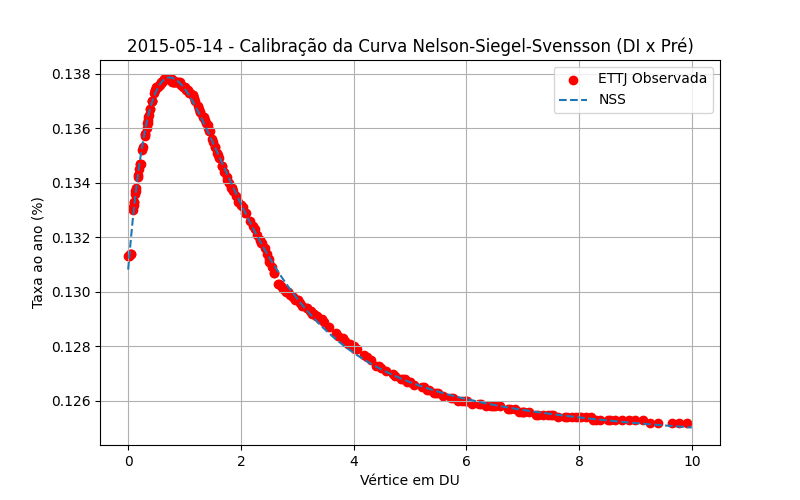 2015-05-14 - Calibração da Curva Nelson-Siegel-Svensson (DI x Pré)
ETTJ Observada
NSS
Taxa ao ano (%)
0.138
0.136
0.134
0.132
0.130
0.128
0.126
0
2
4
6
8
10
Vértice em DU